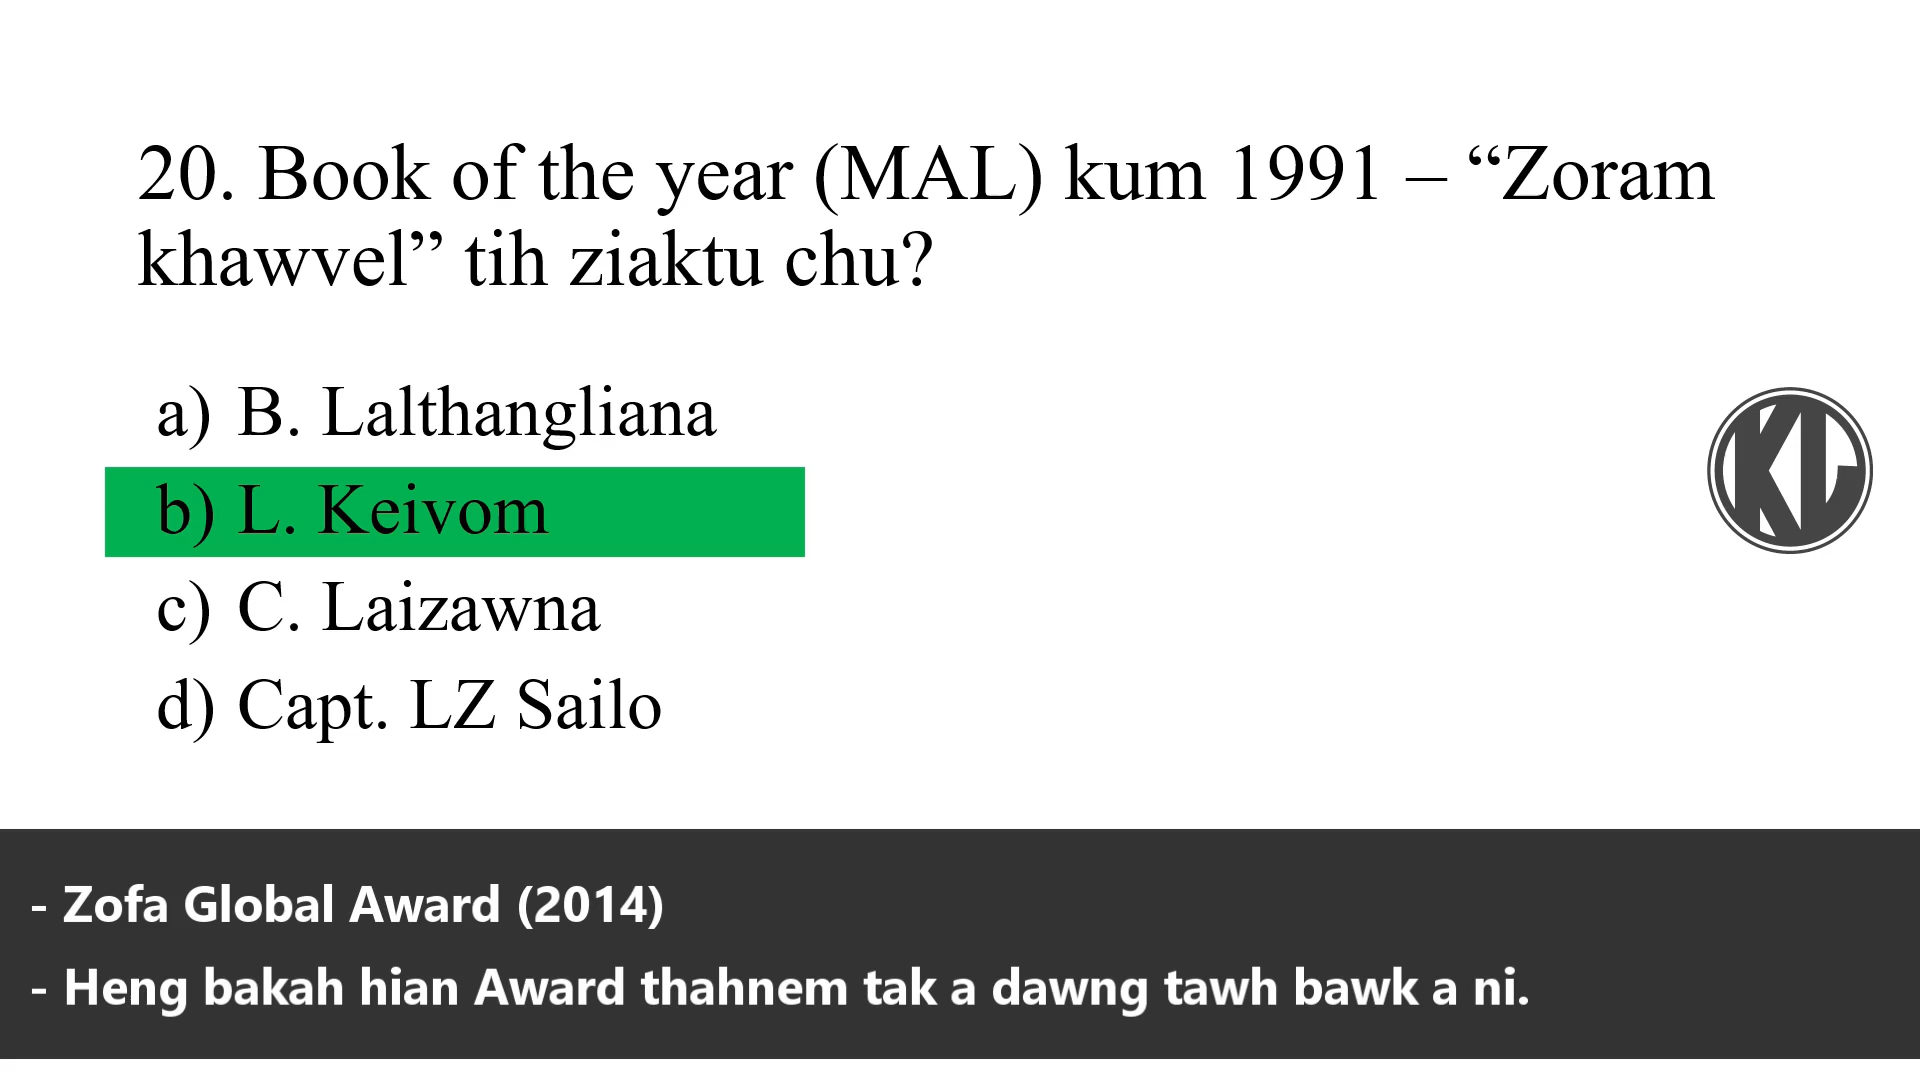 20. Book of the year (MAL) kum 1991 – “Zoram
khawvel” tih ziaktu chu?
a) B. Lalthangliana
b) L. Keivom
c) C. Laizawna
d) Capt. LZ Sailo
KL
- Zofa Global Award (2014)
- Heng bakah hian Award thahnem tak a dawng tawh bawk a ni.